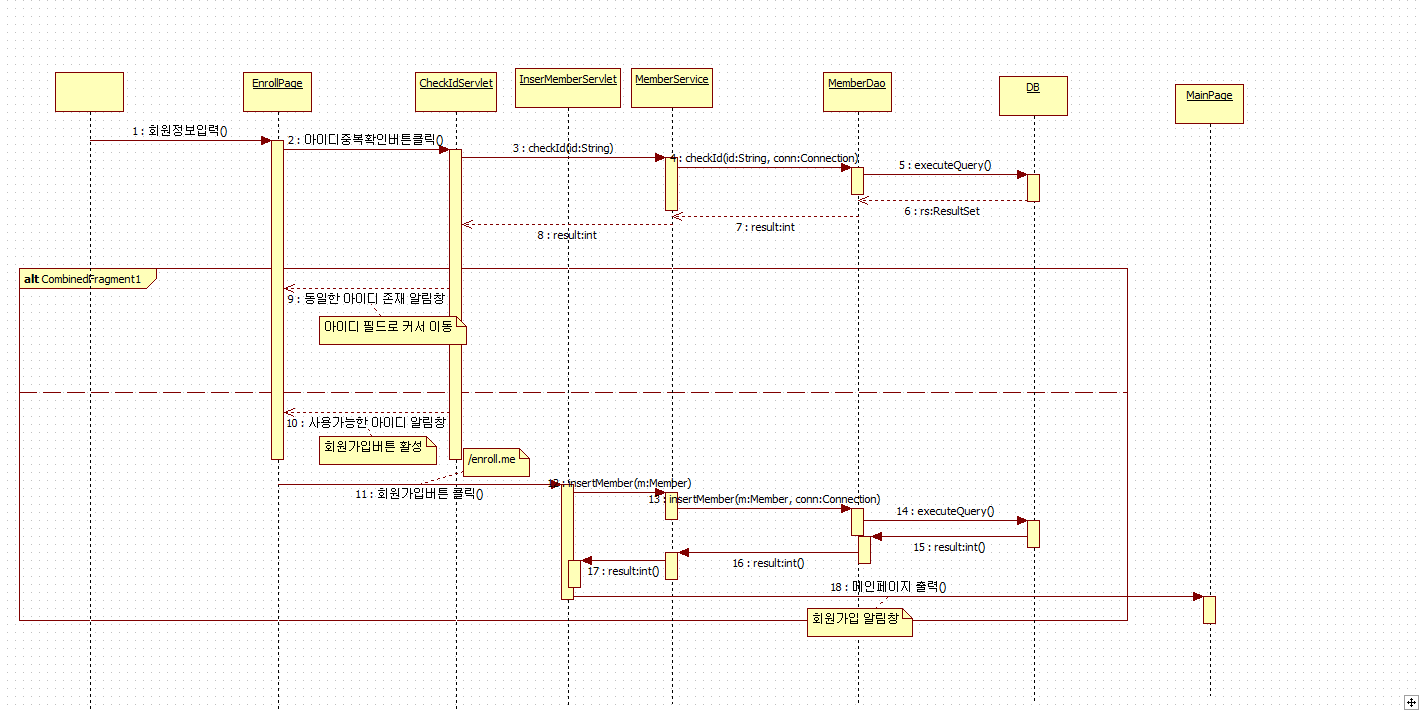 EnrollPage
CheckIdServlet
InserMemberServlet
MemberService
MemberDao
DB
MainPage
1 : 회원정보입력()
2 : 아이디중복확인버튼클릭()
3 : checkId(id:String)
4 : checkId(id:String, conn:Connection)
5 : executeQuery()
6 : rs:ResultSet
7 : result:int
8 : result:int
alt CombinedFragment1
9 : 동일한 아이디 존재 알림창
아이디 필드로 커서 이동
10 : 사용가능한 아이디 알림창
회원가입버튼 활성
/enroll.me
11 : 회원가입버튼 클릭()
12 : insertMember(m:Member)
13 : insertMember(m:Member, conn:Connection)
14 : executeQuery()
15 : result:int()
16 : result:int()
17 : result:int()
18 :메인페이지 출력()
회원가입 알림창